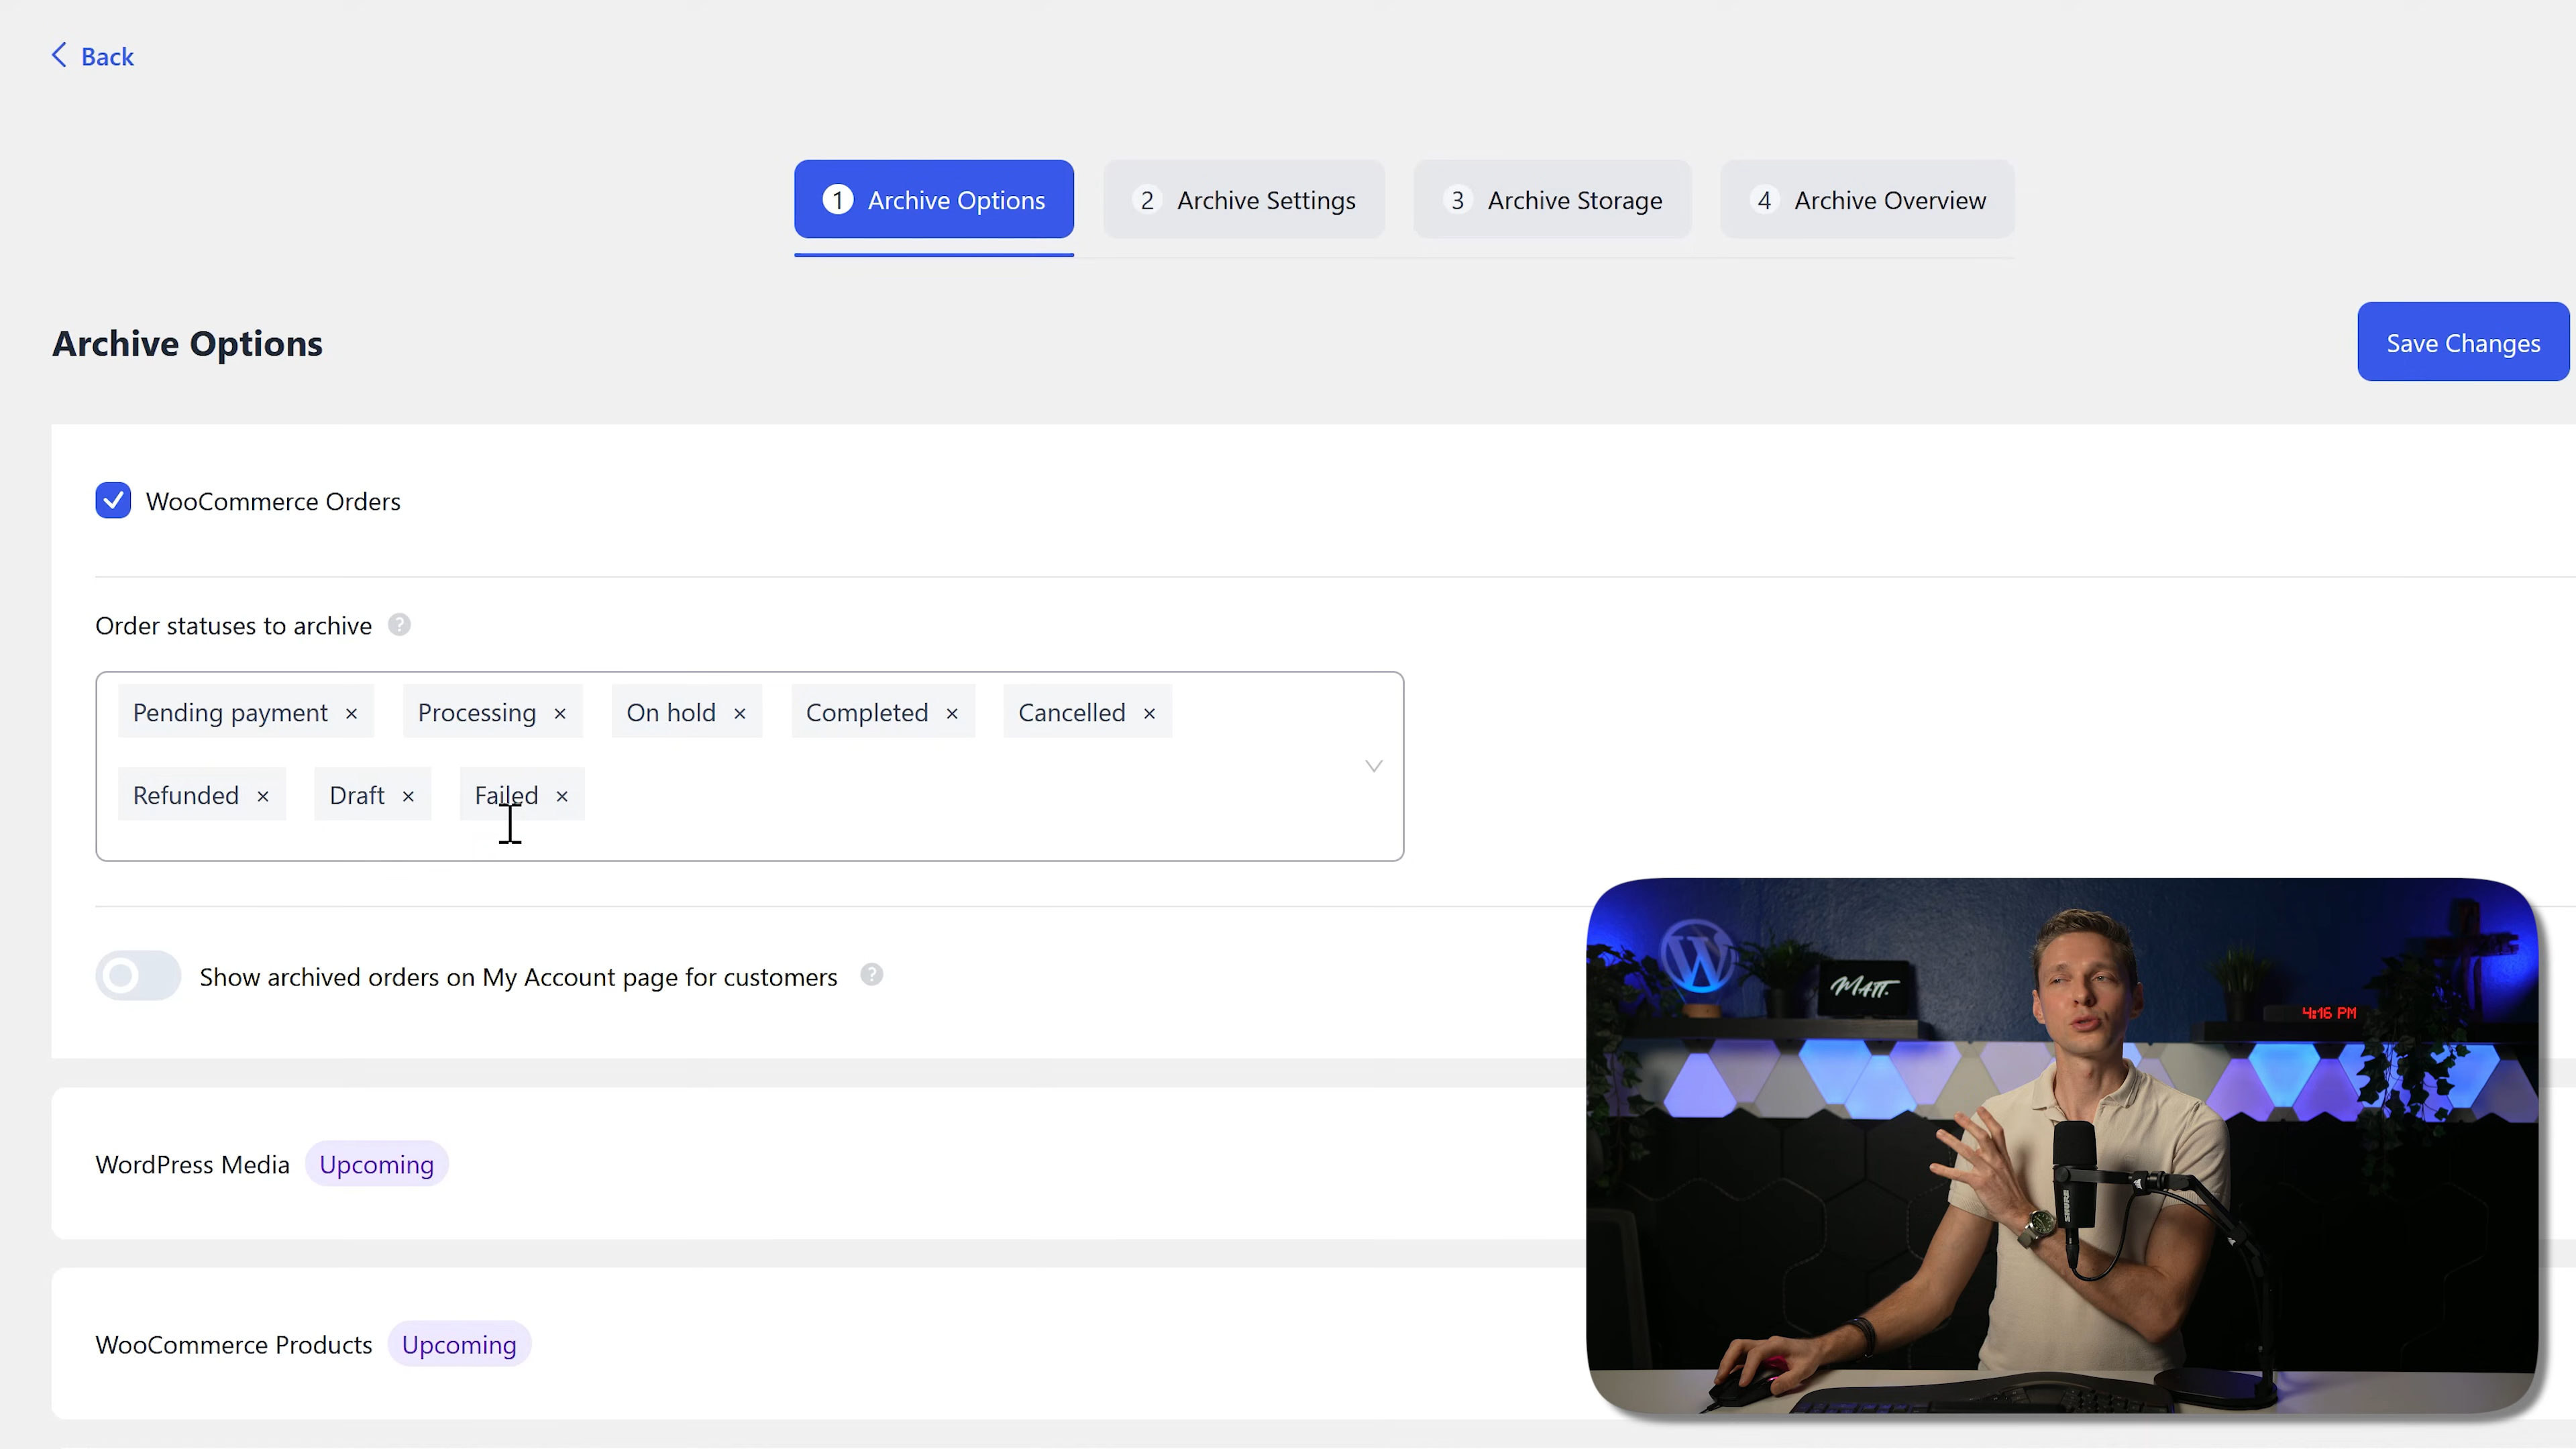 Back
1 Archive Options
2 Archive Settings
3 Archive Storage
4 Archive Overview
Archive Options
Save Changes
WooCommerce Orders
Order statuses to archive ?
Pending payment × Processing × On hold × Completed × Cancelled ×
Refunded × Draft × Failed ×
Show archived orders on My Account page for customers ?
WordPress Media Upcoming
WooCommerce Products Upcoming
W
MATT.
4:16 PM
SHURE